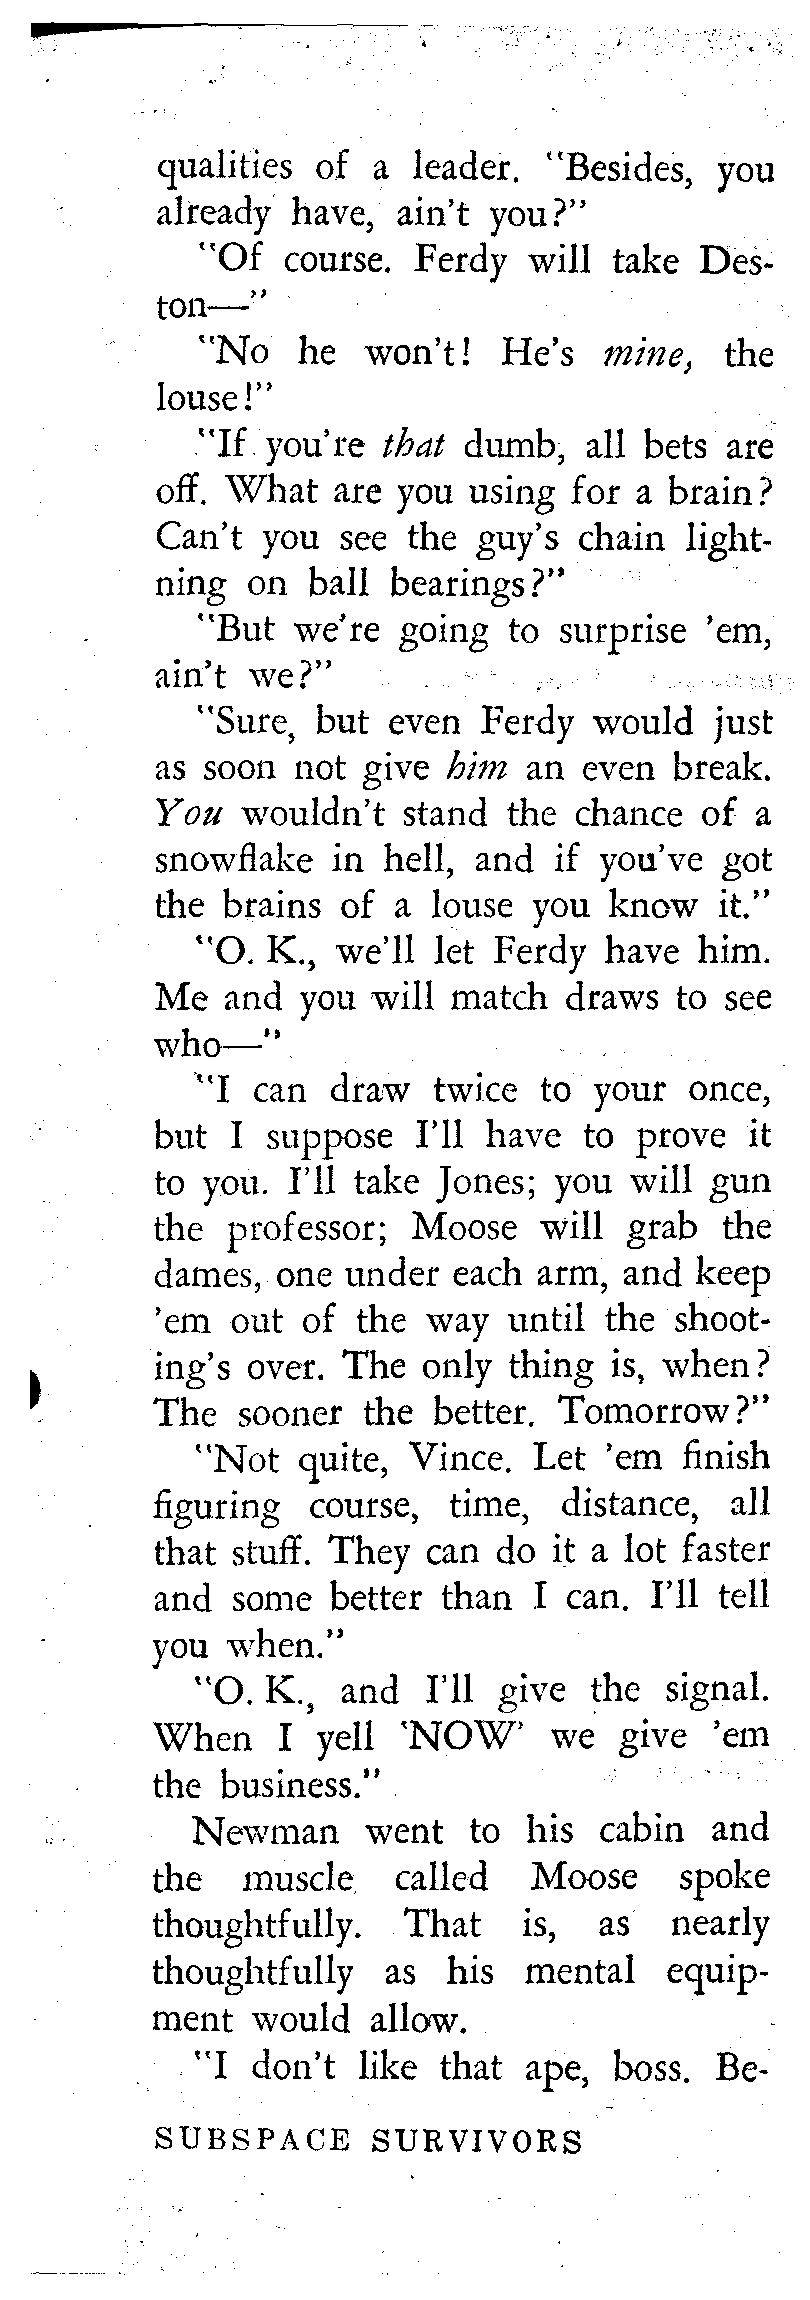 qualities of a leader. "Besides, you
already have, ain't you?"
"Of course. Ferdy will take Des-
ton—"
"No he won't! He's mine, the
louse!"
"If you're that dumb, all bets are
off. What are you using for a brain?
Can't you see the guy's chain light-
ning on ball bearings?"
"But we're going to surprise 'em,
ain't we?"
"Sure, but even Ferdy would just
as soon not give him an even break.
You wouldn't stand the chance of a
snowflake in hell, and if you've got
the brains of a louse you know it."
"O. K., we'll let Ferdy have him.
Me and you will match draws to see
who—"
"I can draw twice to your once,
but I suppose I'll have to prove it
to you. I'll take Jones; you will gun
the professor; Moose will grab the
dames, one under each arm, and keep
'em out of the way until the shoot-
ing's over. The only thing is, when?
The sooner the better. Tomorrow?"
"Not quite, Vince. Let 'em finish
figuring course, time, distance, all
that stuff. They can do it a lot faster
and some better than I can. I'll tell
you when."
"O. K., and I'll give the signal.
When I yell 'NOW' we give 'em
the business."
Newman went to his cabin and
the muscle called Moose spoke
thoughtfully. That is, as nearly
thoughtfully as his mental equip-
ment would allow.
"I don't like that ape, boss. Be-
SUBSPACE SURVIVORS